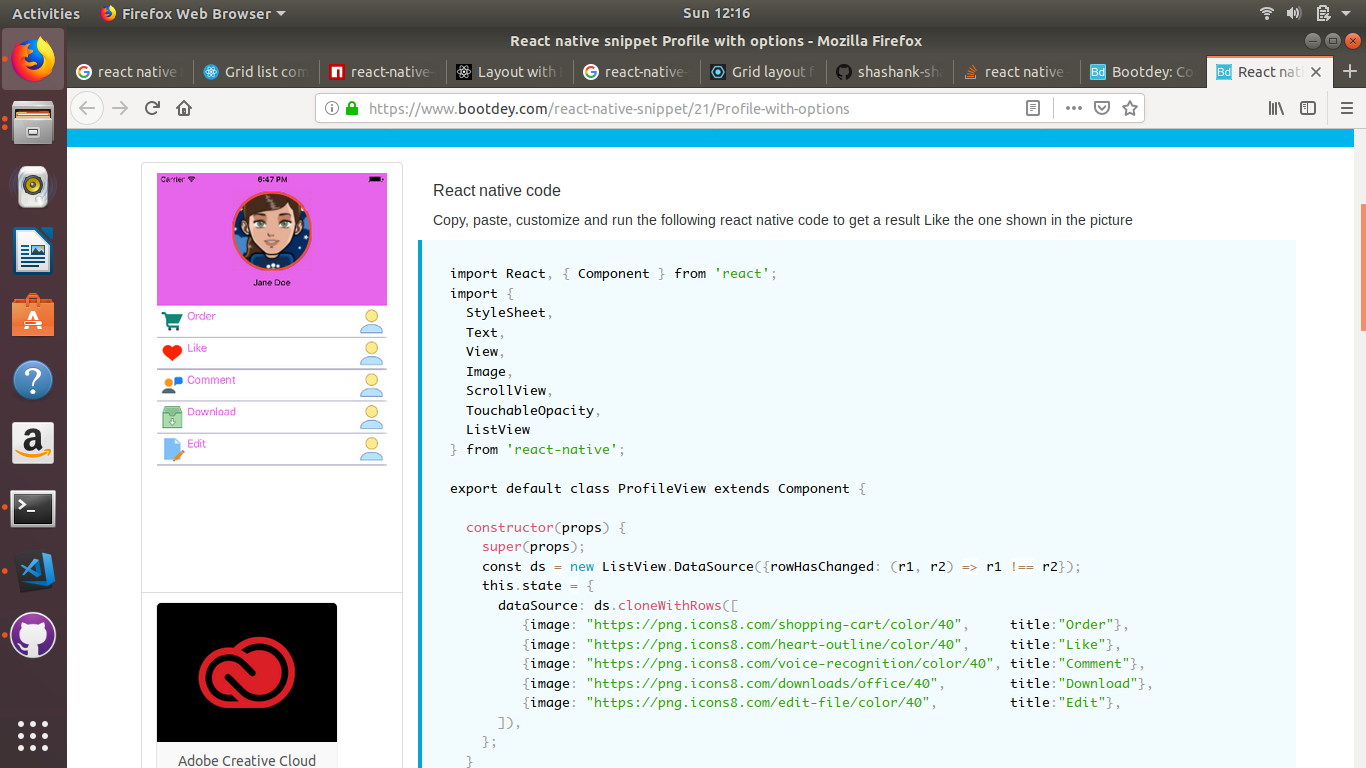 Activities Firefox Web Browser Sun 12:16
React native snippet Profile with options - Mozilla Firefox
react native Grid list com react-native- Layout with react-native- Grid layout f shashank-sha react native Bootdey: Co React nati
https://www.bootdey.com/react-native-snippet/21/Profile-with-options
Carrier 6:47 PM
Jane Doe
Order
Like
Comment
Download
Edit
Adobe Creative Cloud
React native code
Copy, paste, customize and run the following react native code to get a result Like the one shown in the picture
import React, { Component } from 'react';
import {
StyleSheet,
Text,
View,
Image,
ScrollView,
TouchableOpacity,
ListView
} from 'react-native';
export default class ProfileView extends Component {
constructor(props) {
super(props);
const ds = new ListView.DataSource({rowHasChanged: (r1, r2) => r1 !== r2});
this.state = {
dataSource: ds.cloneWithRows([
{image: "https://png.icons8.com/shopping-cart/color/40", title:"Order"},
{image: "https://png.icons8.com/heart-outline/color/40", title:"Like"},
{image: "https://png.icons8.com/voice-recognition/color/40", title:"Comment"},
{image: "https://png.icons8.com/downloads/office/40", title:"Download"},
{image: "https://png.icons8.com/edit-file/color/40", title:"Edit"},
]),
};
}